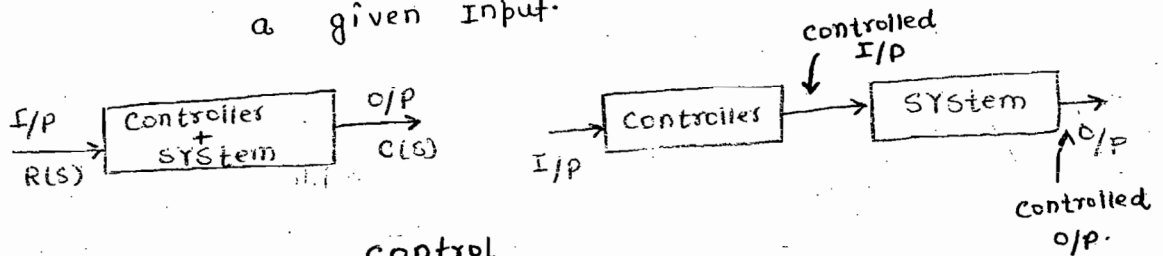 a given Input.
I/P
R(S)
Controller
+
SYSTEM
O/P
C(S)
I/P
Controller
Controlled
I/P
SYSTEM
O/P
Controlled
O/P.
control